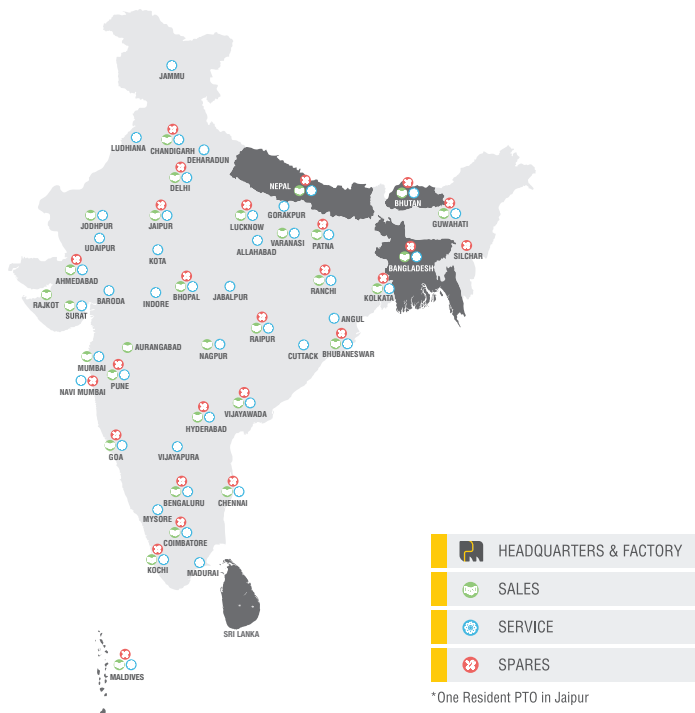 JAMMU
LUDHIANA
CHANDIGARH
DEHARADUN
DELHI
NEPAL
BHUTAN
JODHPUR
JAIPUR
LUCKNOW
GORAKPUR
GUWAHATI
UDAIPUR
KOTA
ALLAHABAD
VARANASI
PATNA
SILCHAR
BANGLADESH
AHMEDABAD
BHOPAL
JABALPUR
RANCHI
KOLKATA
RAJKOT
SURAT
BARODA
INDORE
ANGUL
RAIPUR
AURANGABAD
NAGPUR
CUTTACK
BHUBANESWAR
MUMBAI
PUNE
NAVI MUMBAI
VIJAYAWADA
HYDERABAD
GOA
VIJAYAPURA
BENGALURU
CHENNAI
MYSORE
COIMBATORE
KOCHI
MADURAI
SRI LANKA
MALDIVES
HEADQUARTERS & FACTORY
SALES
SERVICE
SPARES
*One Resident PTO in Jaipur